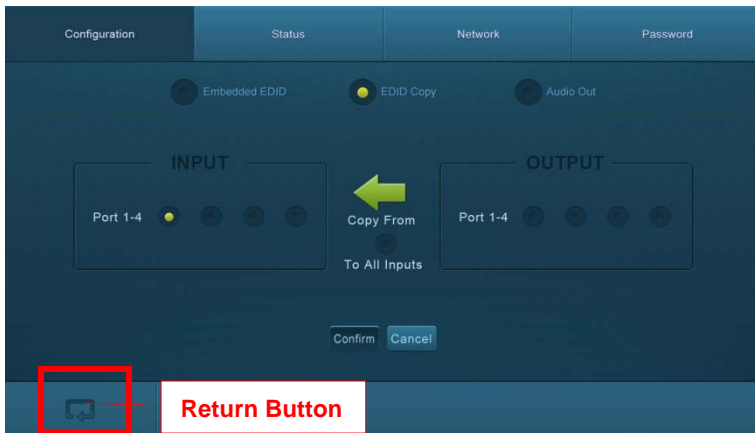 Configuration Status Network Password
Embedded EDID EDID Copy Audio Out
INPUT OUTPUT
Port 1-4 Copy From Port 1-4
To All Inputs
Confirm Cancel
Return Button